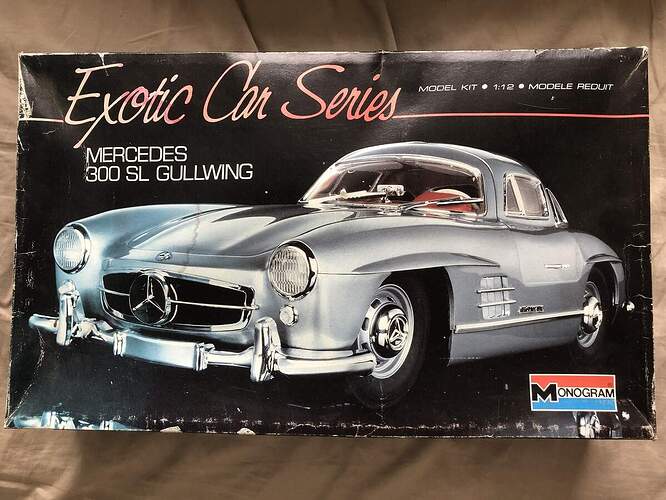 Exotic Car Series
MODEL KIT • 1:12 • MODELE REDUIT
MERCEDES
300 SL GULLWING
MONOGRAM